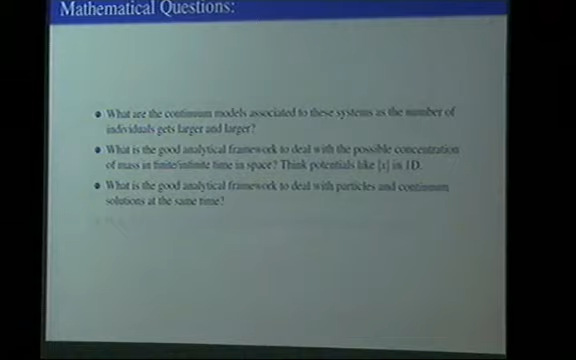 Mathematical Questions:
What are the continuum models associated to these systems as the number of
individuals gets larger and larger?
What is the good analytical framework to deal with the possible concentration
of mass in finite/infinite time in space? Think potentials like |x| in 1D.
What is the good analytical framework to deal with particles and continuum
solutions at the same time?